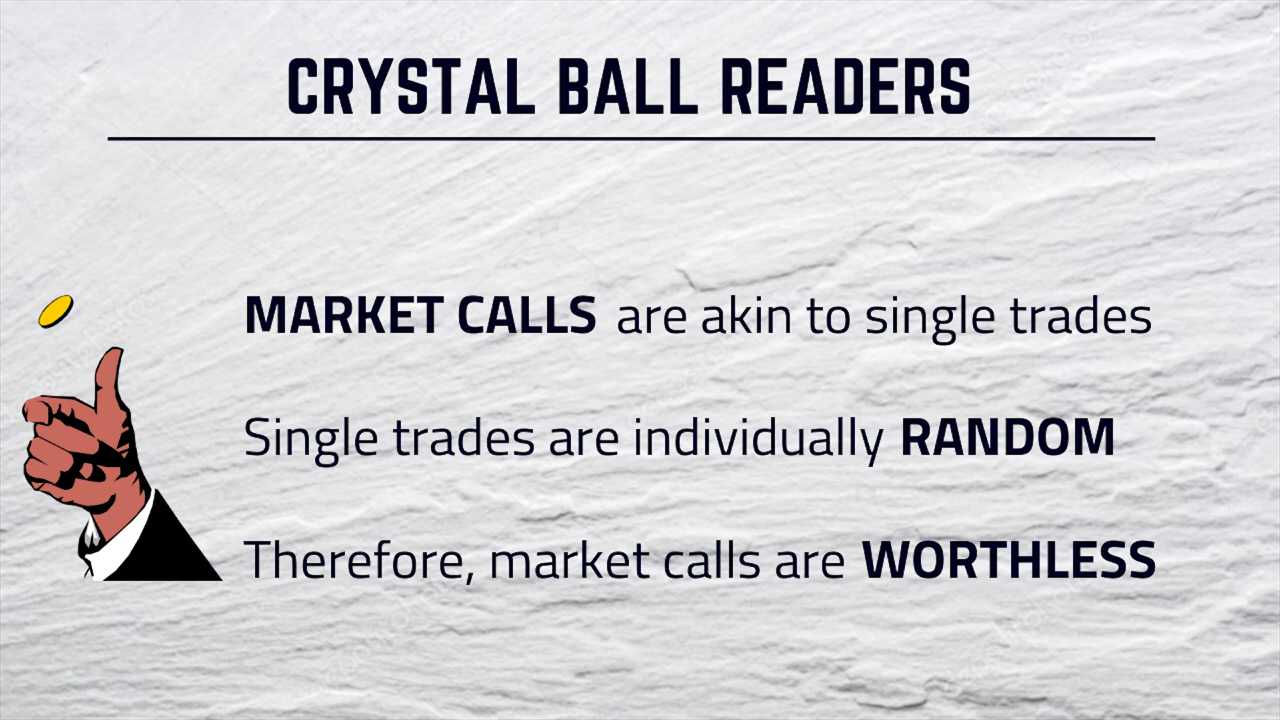 CRYSTAL BALL READERS
MARKET CALLS are akin to single trades
Single trades are individually RANDOM
Therefore, market calls are WORTHLESS